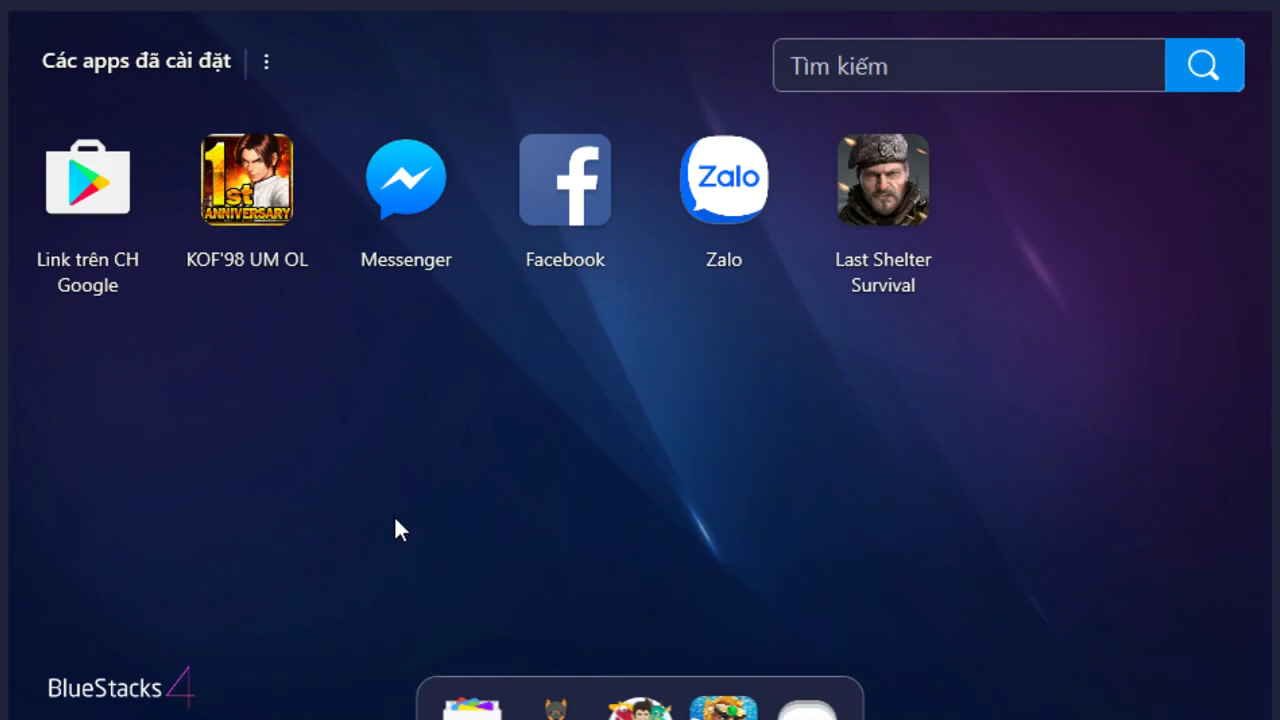 Các apps đã cài đặt
Tìm kiếm
1st
ANNIVERSARY
Zalo
Link trên CH
Google
KOF'98 UM OL
Messenger
Facebook
Zalo
Last Shelter
Survival
BlueStacks 4